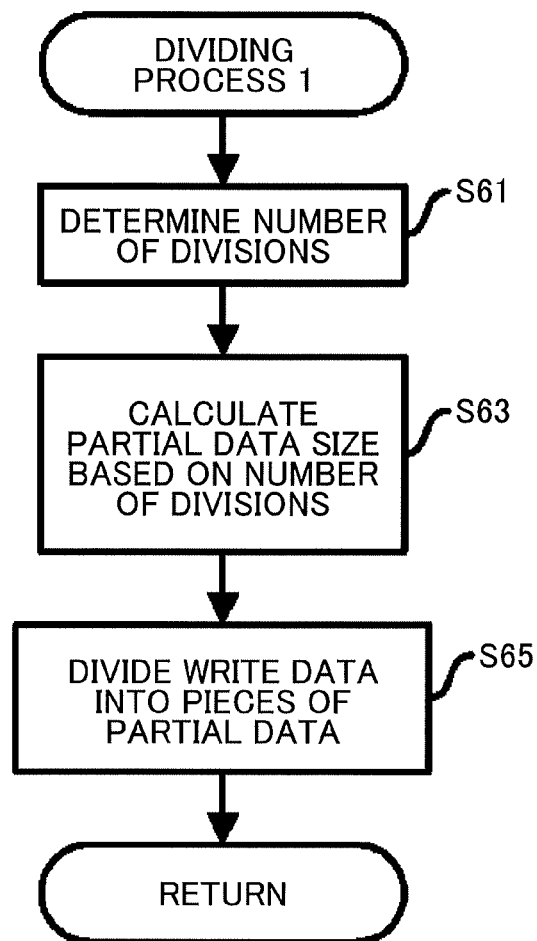 DIVIDING
PROCESS 1
S61
DETERMINE NUMBER
OF DIVISIONS
S63
CALCULATE
PARTIAL DATA SIZE
BASED ON NUMBER
OF DIVISIONS
S65
DIVIDE WRITE DATA
INTO PIECES OF
PARTIAL DATA
RETURN